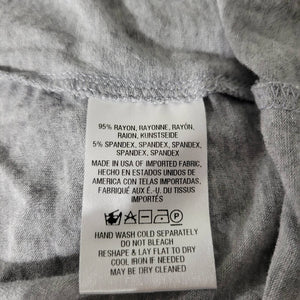 95% RAYON, RAYONNE, RAYÓN,
RAION, KUNSTSEIDE
5% SPANDEX, SPANDEX, SPANDEX,
SPANDEX, SPANDEX
MADE IN USA OF IMPORTED FABRIC,
HECHO EN ESTADOS UNIDOS DE
AMERICA CON TELAS IMPORTADAS,
FABRIQUÉ AUX É.-U. DU TISSUS
IMPORTÉS
HAND WASH COLD SEPARATELY
DO NOT BLEACH
RESHAPE & LAY FLAT TO DRY
COOL IRON IF NEEDED
MAY BE DRY CLEANED